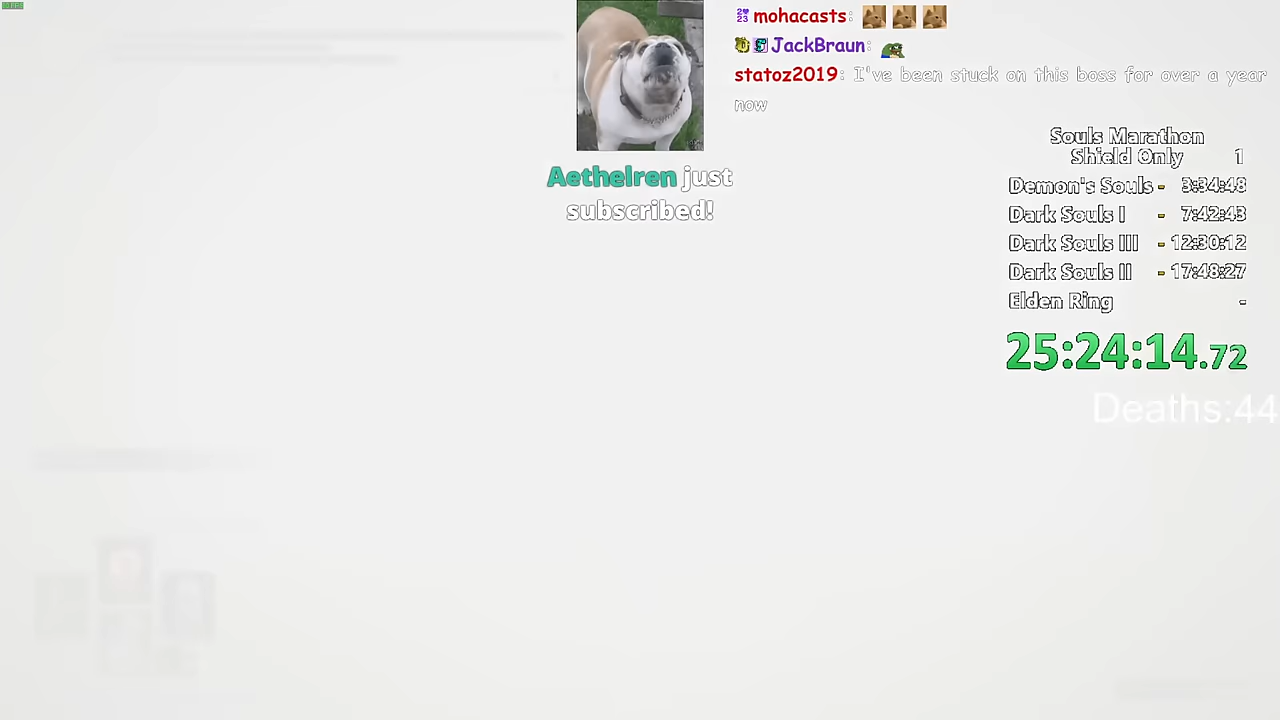 mohacasts:
JackBraun:
statoz2019: I've been stuck on this boss for over a year
now
Aethelren just
subscribed!
Souls Marathon
Shield Only 1
Demon's Souls - 3:34:48
Dark Souls I - 7:42:43
Dark Souls III - 12:30:12
Dark Souls II - 17:48:27
Elden Ring -
25:24:14.72
Deaths:44